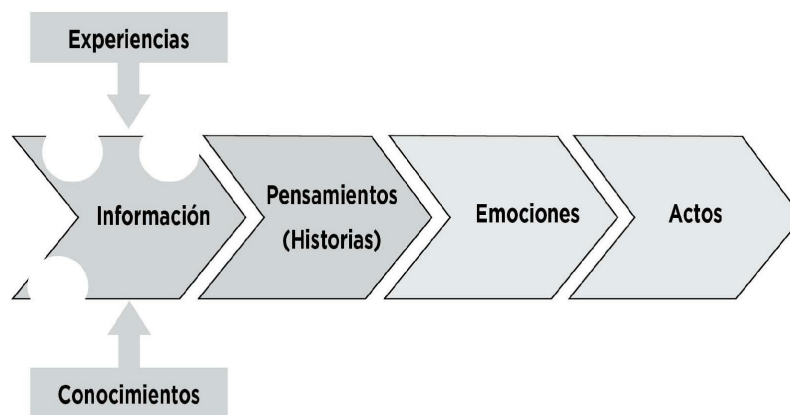 Experiencias
Información
Pensamientos
(Historias)
Emociones
Actos
Conocimientos